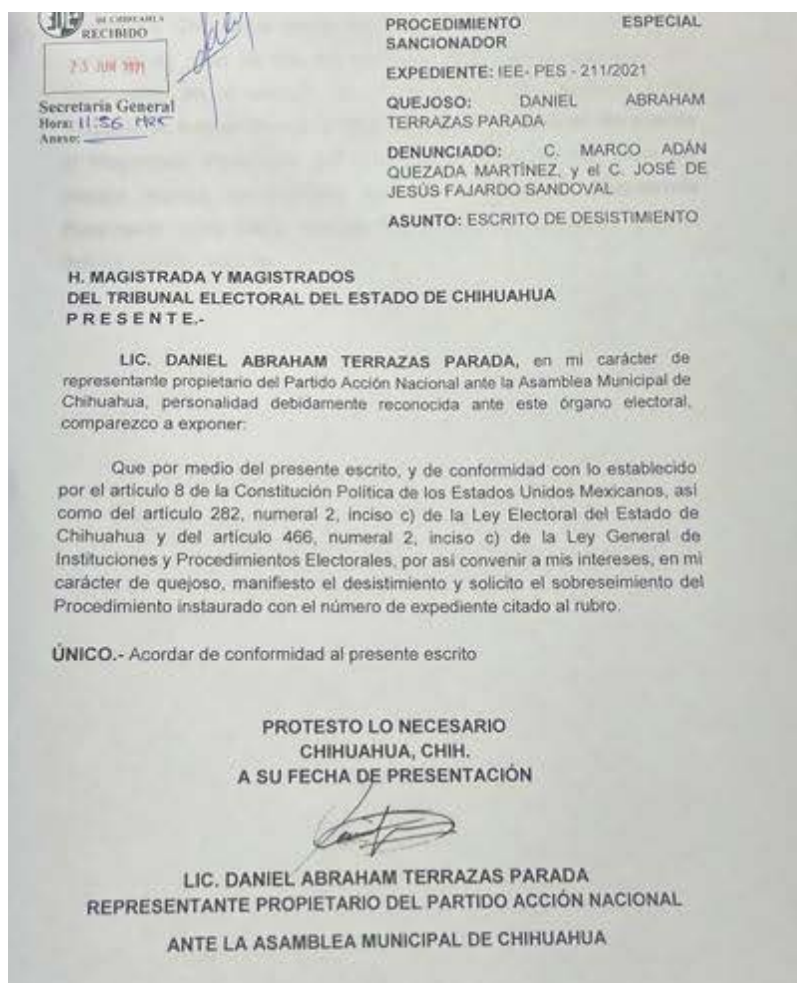 DE CHIHUAHUA
RECIBIDO
23 JUN 2021
Secretaría General
Hora: 11:56
Anexo:
PROCEDIMIENTO ESPECIAL
SANCIONADOR
EXPEDIENTE: IEE- PES - 211/2021
QUEJOSO: DANIEL ABRAHAM
TERRAZAS PARADA
DENUNCIADO: C. MARCO ADÁN
QUEZADA MARTÍNEZ, y el C. JOSÉ DE
JESÚS FAJARDO SANDOVAL
ASUNTO: ESCRITO DE DESISTIMIENTO
H. MAGISTRADA Y MAGISTRADOS
DEL TRIBUNAL ELECTORAL DEL ESTADO DE CHIHUAHUA
P R E S E N T E.-
LIC. DANIEL ABRAHAM TERRAZAS PARADA, en mi carácter de
representante propietario del Partido Acción Nacional ante la Asamblea Municipal de
Chihuahua, personalidad debidamente reconocida ante este órgano electoral,
comparezco a exponer:
Que por medio del presente escrito, y de conformidad con lo establecido
por el artículo 8 de la Constitución Política de los Estados Unidos Mexicanos, así
como del artículo 282, numeral 2, inciso c) de la Ley Electoral del Estado de
Chihuahua y del artículo 466, numeral 2, inciso c) de la Ley General de
Instituciones y Procedimientos Electorales, por así convenir a mis intereses, en mi
carácter de quejoso, manifiesto el desistimiento y solicito el sobreseimiento del
Procedimiento instaurado con el número de expediente citado al rubro.
ÚNICO.- Acordar de conformidad al presente escrito
PROTESTO LO NECESARIO
CHIHUAHUA, CHIH.
A SU FECHA DE PRESENTACIÓN
LIC. DANIEL ABRAHAM TERRAZAS PARADA
REPRESENTANTE PROPIETARIO DEL PARTIDO ACCIÓN NACIONAL
ANTE LA ASAMBLEA MUNICIPAL DE CHIHUAHUA